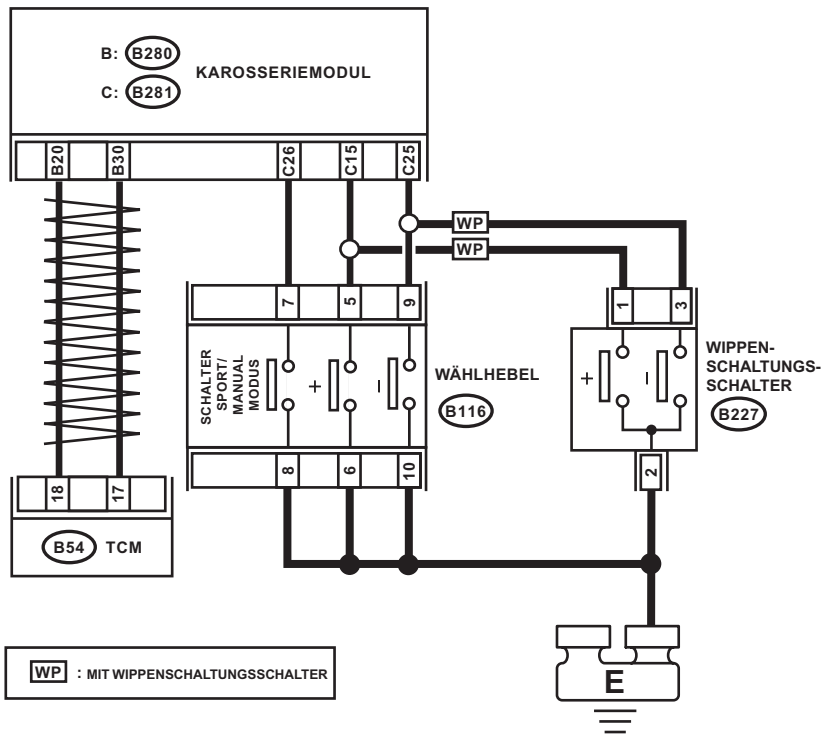 B: B280
KAROSSERIEMODUL
C: B281
B20
B30
C26
C15
C25
WP
WP
7
5
9
1
3
SCHALTER
SPORT/
MANUAL
MODUS
+
–
WÄHLHEBEL
B116
+
–
WIPPEN-
SCHALTUNGS-
SCHALTER
B227
8
6
10
2
18
17
B54 TCM
WP : MIT WIPPENSCHALTUNGSSCHALTER
E